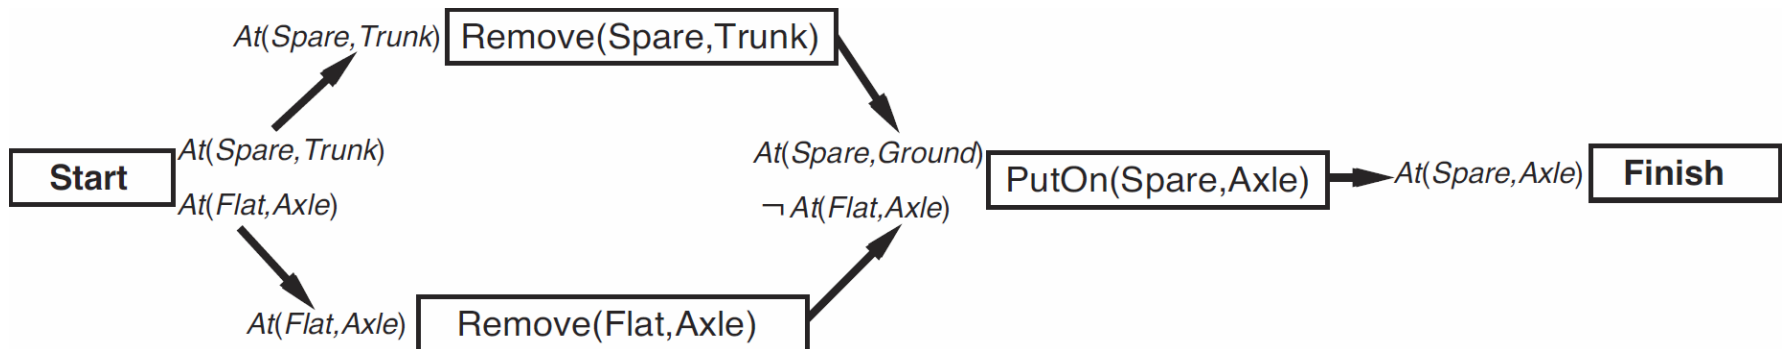 At(Spare,Trunk) Remove(Spare,Trunk)
At(Spare,Trunk)
Start
At(Flat,Axle)
At(Spare,Ground)
¬ At(Flat,Axle)
PutOn(Spare,Axle)
At(Spare,Axle) Finish
At(Flat,Axle) Remove(Flat,Axle)